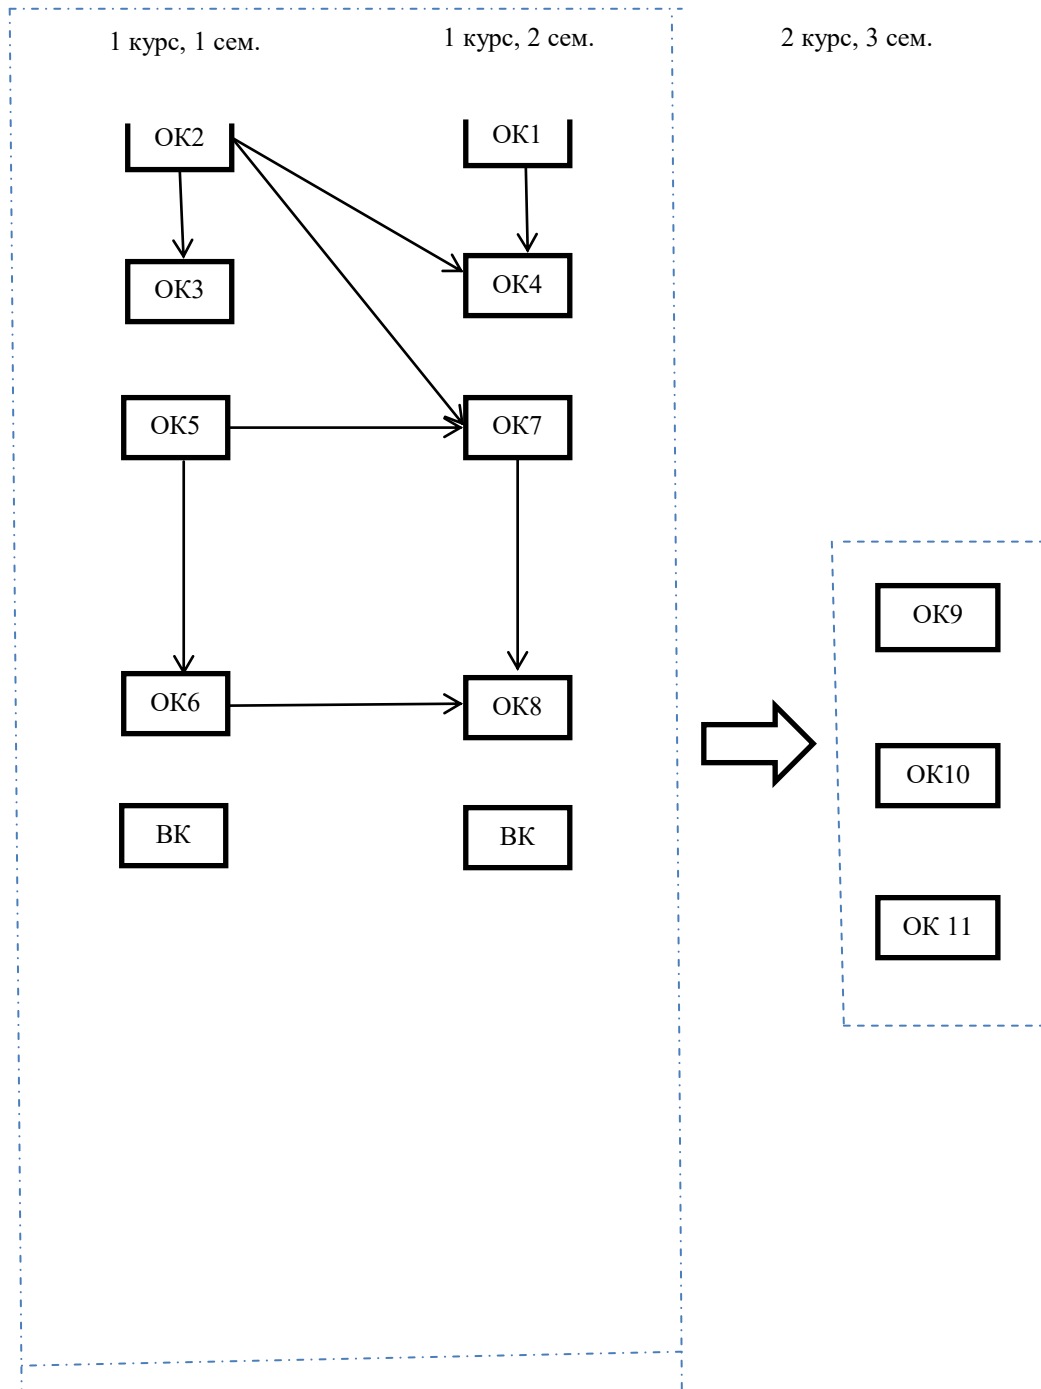 1 курс, 1 сем.
1 курс, 2 сем.
2 курс, 3 сем.
ОК2
ОК1
ОК3
ОК4
ОК5
ОК7
ОК9
ОК6
ОК8
ОК10
ВК
ВК
ОК 11